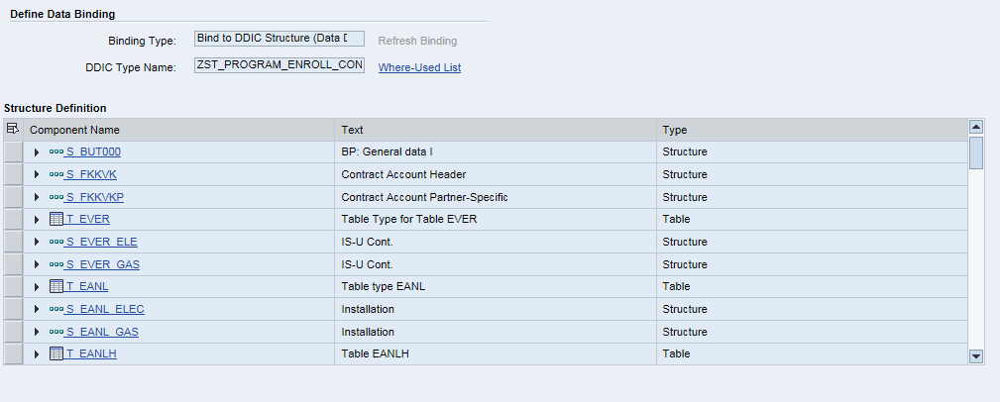 Define Data Binding
Binding Type: Bind to DDIC Structure (Data D Refresh Binding
DDIC Type Name: ZST_PROGRAM_ENROLL_CON Where-Used List
Structure Definition
Component Name Text Type
S_BUT000 BP: General data I Structure
S_FKKVK Contract Account Header Structure
S_FKKVKP Contract Account Partner-Specific Structure
T_EVER Table Type for Table EVER Table
S_EVER_ELE IS-U Cont. Structure
S_EVER_GAS IS-U Cont. Structure
T_EANL Table type EANL Table
S_EANL_ELEC Installation Structure
S_EANL_GAS Installation Structure
T_EANLH Table EANLH Table